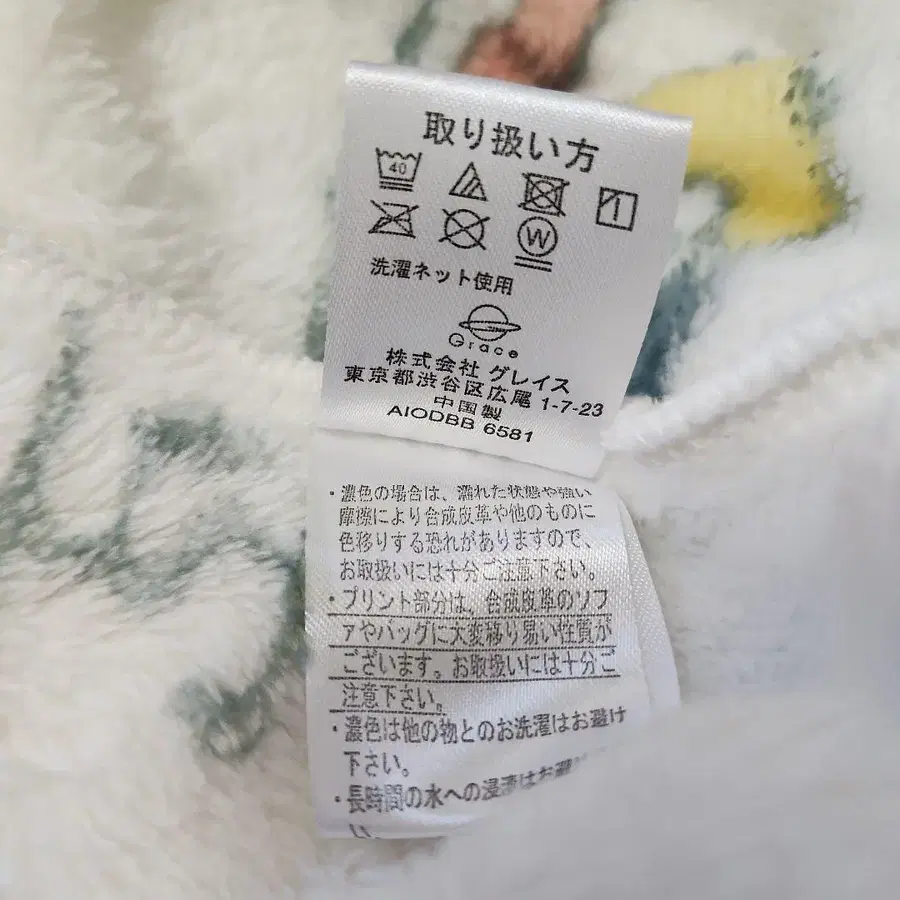 取り扱い方
40
W
洗濯ネット使用
Grace
株式会社 グレイス
東京都渋谷区広尾 1-7-23
中国製
AIODBB 6581
・濃色の場合は、濡れた状態や強い
摩擦により合成皮革や他のものに
色移りする恐れがありますので、
お取扱いには十分ご注意下さい。
・プリント部分は、合成皮革のソフ
ァやバッグに大変移り易い性質が
ございます。お取扱いには十分ご
注意下さい。
・濃色は他の物とのお洗濯はお避け
下さい。
・長時間の水への浸漬はお避
い。